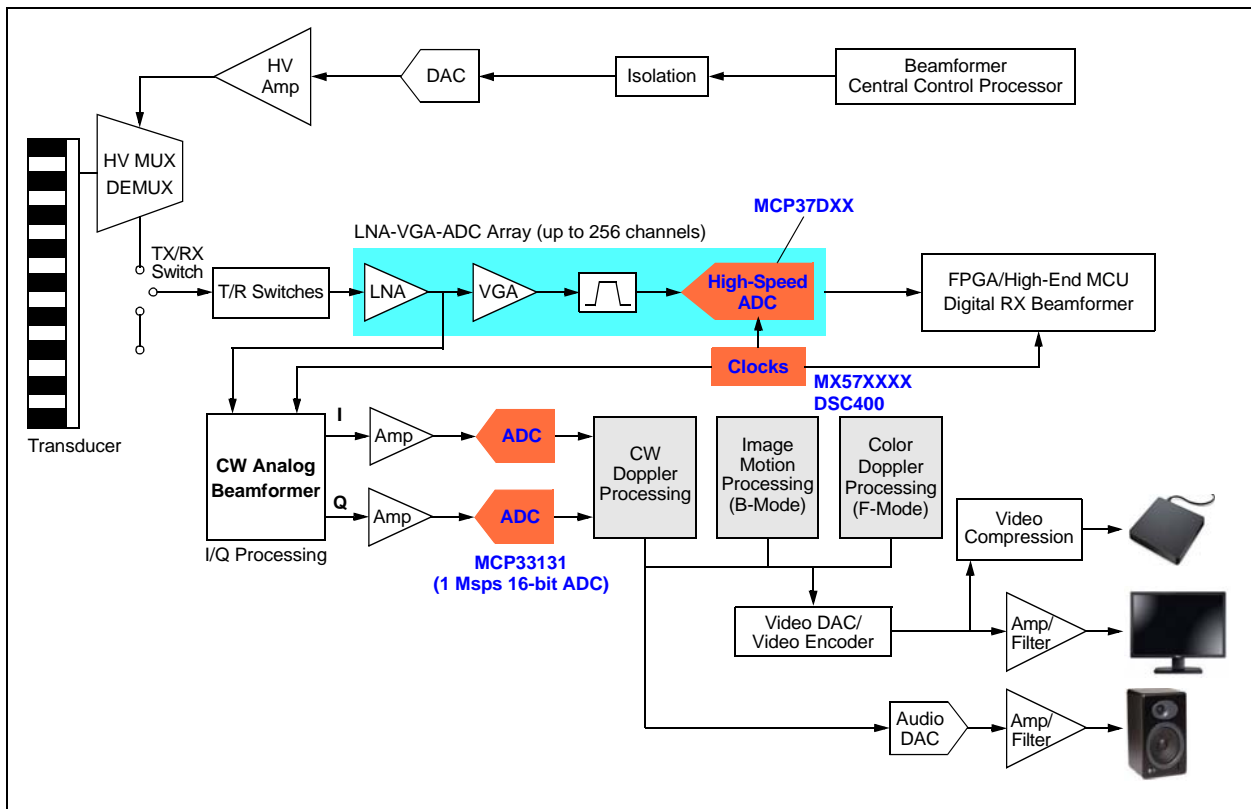 HV
Amp
DAC
Isolation
Beamformer
Central Control Processor
HV MUX
DEMUX
Transducer
TX/RX
Switch
T/R Switches
LNA-VGA-ADC Array (up to 256 channels)
MCP37DXX
LNA
VGA
High-Speed
ADC
FPGA/High-End MCU
Digital RX Beamformer
Clocks
MX57XXXX
DSC400
CW Analog
Beamformer
I/Q Processing
I
Amp
ADC
Q
Amp
ADC
MCP33131
(1 Msps 16-bit ADC)
CW
Doppler
Processing
Image
Motion
Processing
(B-Mode)
Color
Doppler
Processing
(F-Mode)
Video
Compression
Video DAC/
Video Encoder
Amp/
Filter
Audio
DAC
Amp/
Filter